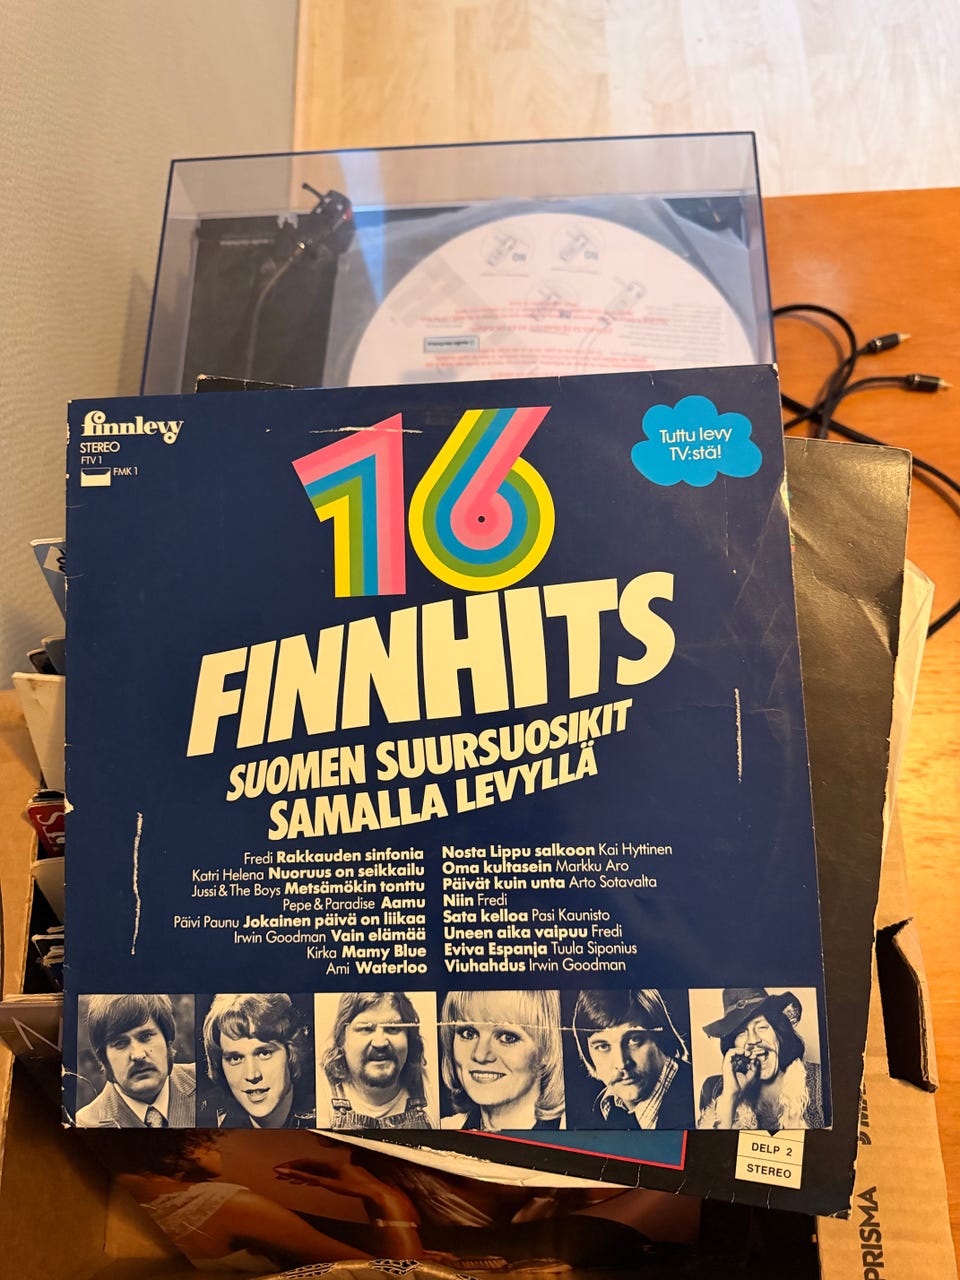 finnlevy
STEREO
FTV 1
FMK 1
16
Tuttu levy
TV:stä!
FINNHITS
SUOMEN SUURSUOSIKIT
SAMALLA LEVYLLÄ
Fredi Rakkauden sinfonia
Katri Helena Nuoruus on seikkailu
Jussi & The Boys Metsämökin tonttu
Pepe & Paradise Aamu
Päivi Paunu Jokainen päivä on liikaa
Irwin Goodman Vain elämää
Kirka Mamy Blue
Ami Waterloo
Nosta Lippu salkoon Kai Hyttinen
Oma kultasein Markku Aro
Päivät kuin unta Arto Sotavalta
Niin Fredi
Sata kelloa Pasi Kaunisto
Uneen aika vaipuu Fredi
Eviva Espanja Tuula Siponius
Viuhahdus Irwin Goodman
DELP 2
STEREO
PRISMA